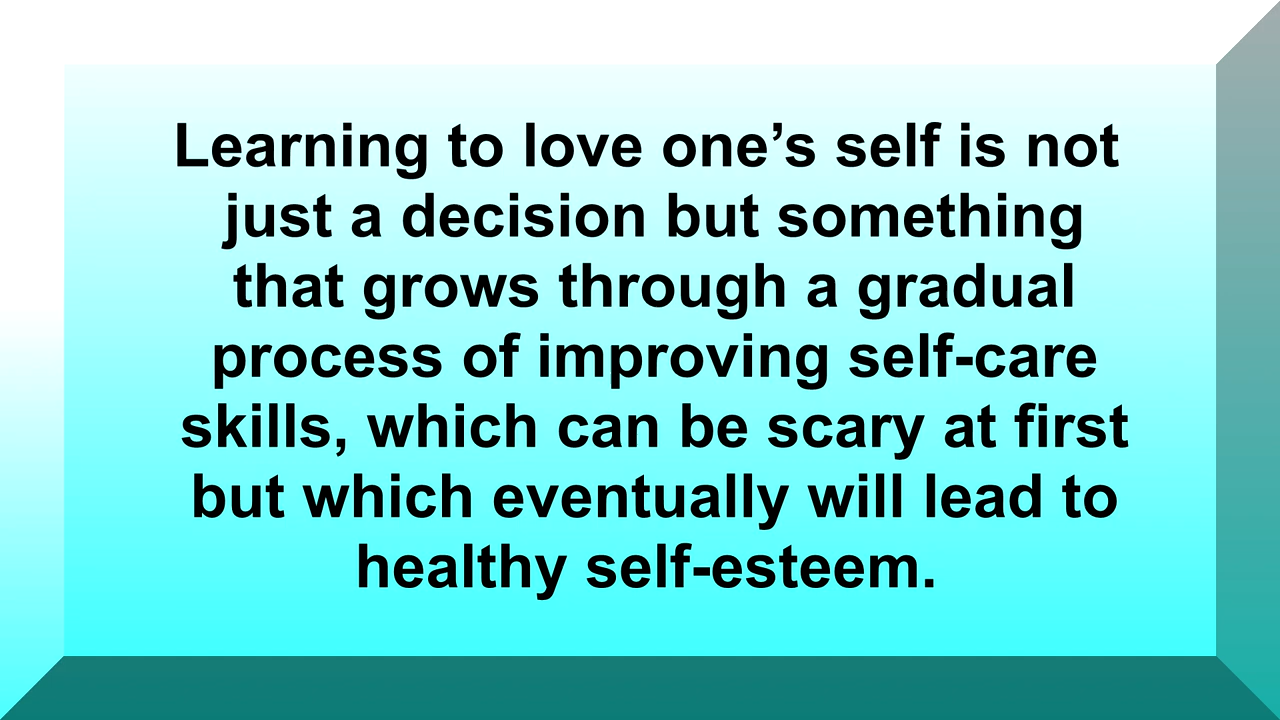 Learning to love one’s self is not
just a decision but something
that grows through a gradual
process of improving self-care
skills, which can be scary at first
but which eventually will lead to
healthy self-esteem.